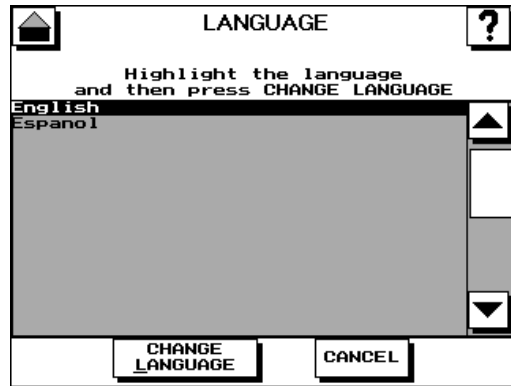 LANGUAGE
?
Highlight the language
and then press CHANGE LANGUAGE
English
Espanol
CHANGE
LANGUAGE
CANCEL